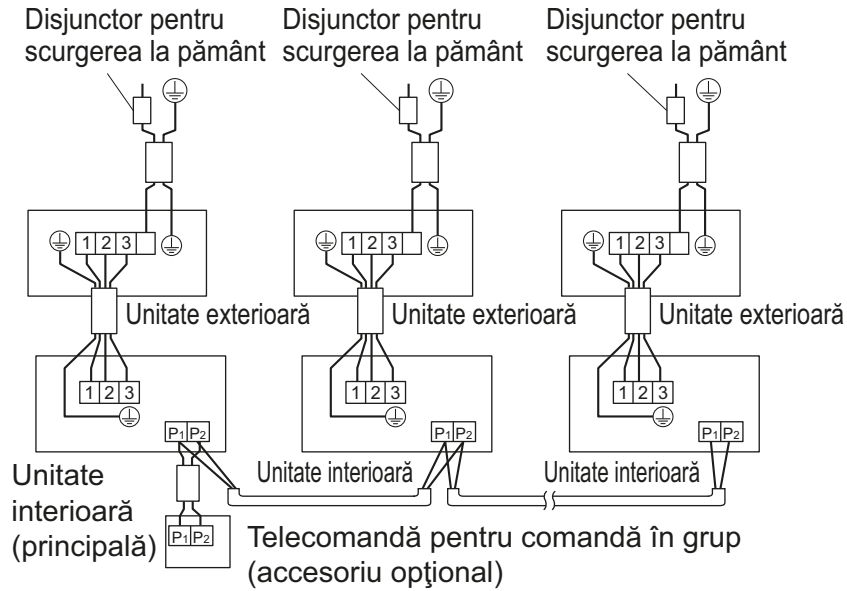 Disjunctor pentru
scurgerea la pământ
Disjunctor pentru
scurgerea la pământ
Disjunctor pentru
scurgerea la pământ
1 2 3
1 2 3
1 2 3
Unitate exterioară
Unitate exterioară
Unitate exterioară
1 2 3
1 2 3
1 2 3
P1 P2
P1 P2
P1 P2
Unitate
interioară
(principală)
Unitate interioară
Unitate interioară
P1 P2
Telecomandă pentru comandă în grup
(accesoriu opţional)